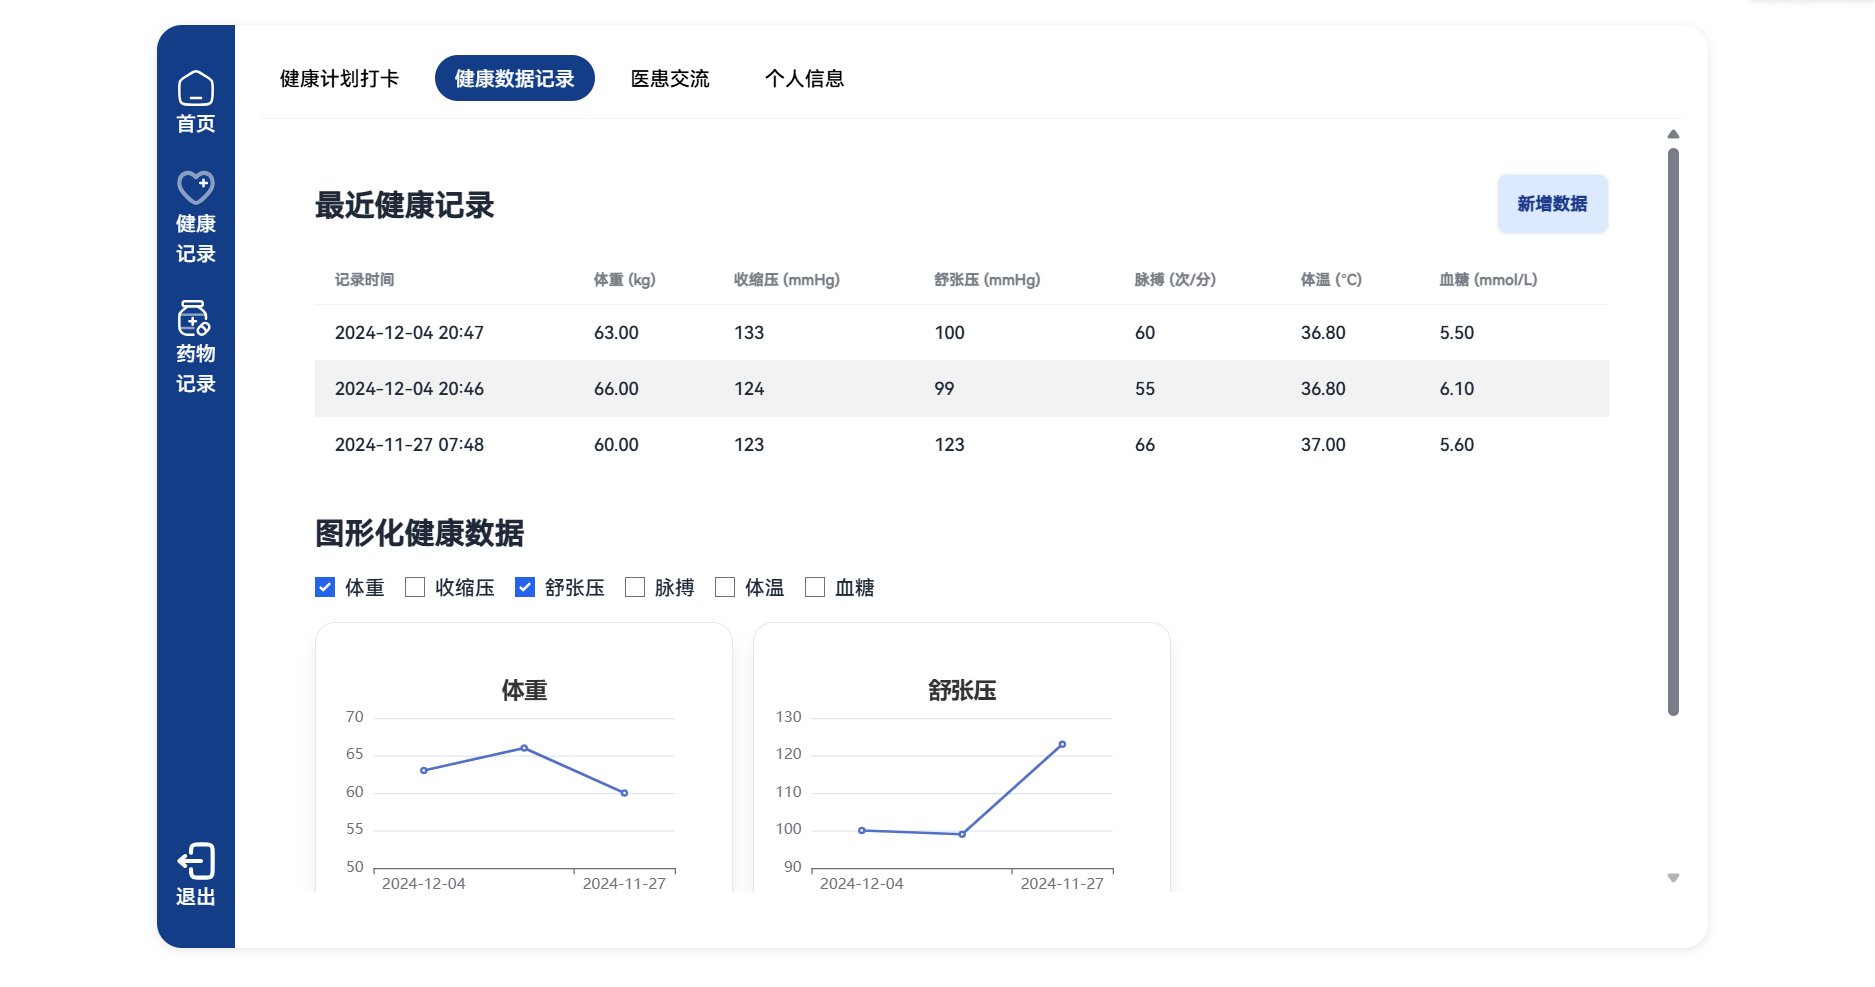 首页
健康
记录
药物
记录
退出
健康计划打卡 健康数据记录 医患交流 个人信息
最近健康记录 新增数据
记录时间 体重 (kg) 收缩压 (mmHg) 舒张压 (mmHg) 脉搏 (次/分) 体温 (°C) 血糖 (mmol/L)
2024-12-04 20:47 63.00 133 100 60 36.80 5.50
2024-12-04 20:46 66.00 124 99 55 36.80 6.10
2024-11-27 07:48 60.00 123 123 66 37.00 5.60
图形化健康数据
体重 收缩压 舒张压 脉搏 体温 血糖
体重
70
65
60
55
50
2024-12-04 2024-11-27
舒张压
130
120
110
100
90
2024-12-04 2024-11-27